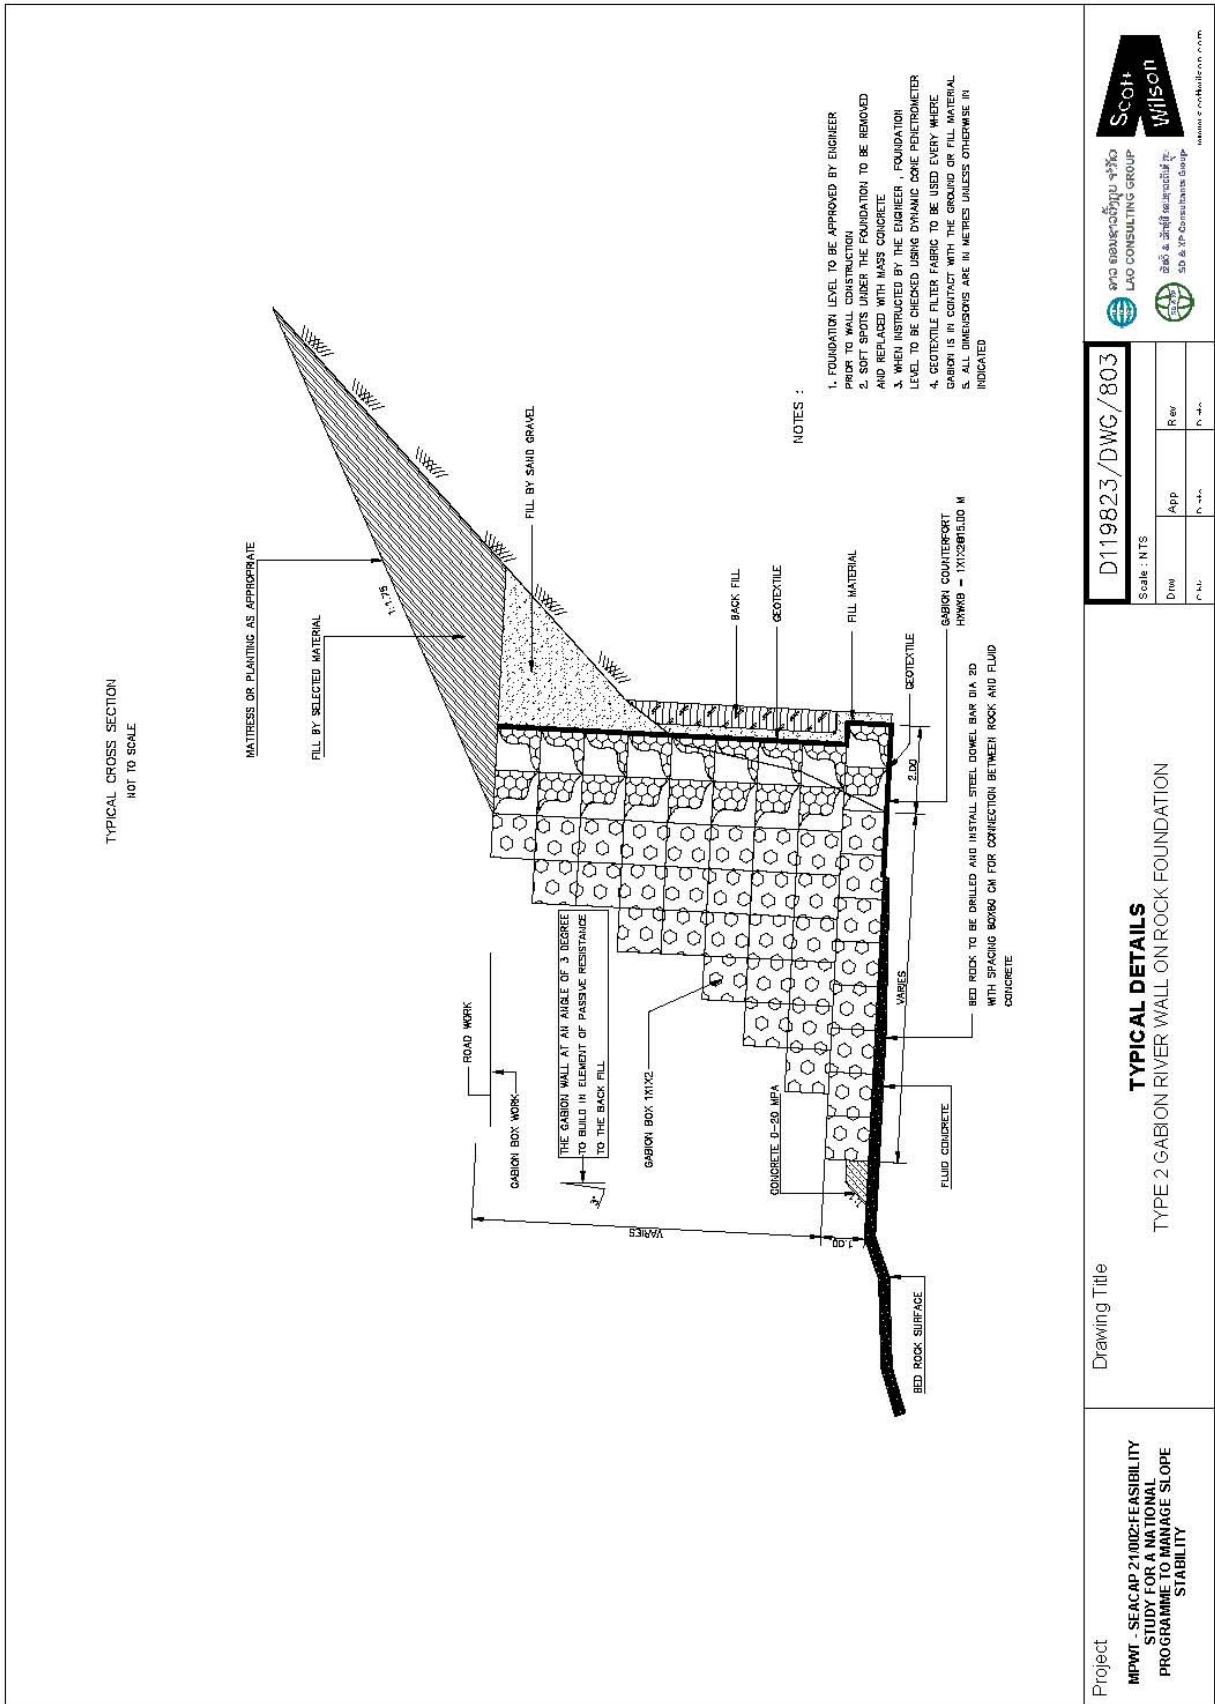 TYPICAL CROSS SECTION
NOT TO SCALE
MATTRESS OR PLANTING AS APPROPRIATE
FILL BY SELECTED MATERIAL
1:1.75
FILL BY SAND GRAVEL
ROAD WORK
GABION BOX WORK
THE GABION WALL AT AN ANGLE OF 3 DEGREE
TO BUILD IN ELEMENT OF PASSIVE RESISTANCE
TO THE BACK FILL
3°
GABION BOX 1X1X2
BACK FILL
GEOTEXTILE
CONCRETE 0-20 MPA
FILL MATERIAL
VARIES
1.00
GEOTEXTILE
2.00
VARIES
GABION COUNTERFORT
FLUID CONCRETE
BED ROCK SURFACE
BED ROCK TO BE DRILLED AND INSTALL STEEL DOWEL BAR DIA 20
WITH SPACING 60X60 CM FOR CONNECTION BETWEEN ROCK AND FLUID
CONCRETE
NOTES :
1. FOUNDATION LEVEL TO BE APPROVED BY ENGINEER
PRIOR TO WALL CONSTRUCTION
2. SOFT SPOTS UNDER THE FOUNDATION TO BE REMOVED
AND REPLACED WITH MASS CONCRETE
3. WHEN INSTRUCTED BY THE ENGINEER , FOUNDATION
LEVEL TO BE CHECKED USING DYNAMIC CONE PENETROMETER
4. GEOTEXTILE FILTER FABRIC TO BE USED EVERY WHERE
GABION IS IN CONTACT WITH THE GROUND OR FILL MATERIAL
5. ALL DIMENSIONS ARE IN METRES UNLESS OTHERWISE IN
INDICATED
Project
MPWT - SEACAP 21/002:FEASIBILITY
STUDY FOR A NATIONAL
PROGRAMME TO MANAGE SLOPE
STABILITY
Drawing Title
TYPICAL DETAILS
TYPE 2 GABION RIVER WALL ON ROCK FOUNDATION
D119823/DWG/803
Scale : NTS
Drw
App
Rev
LAO CONSULTING GROUP
SD & XP Consultants Group
Scott
Wilson